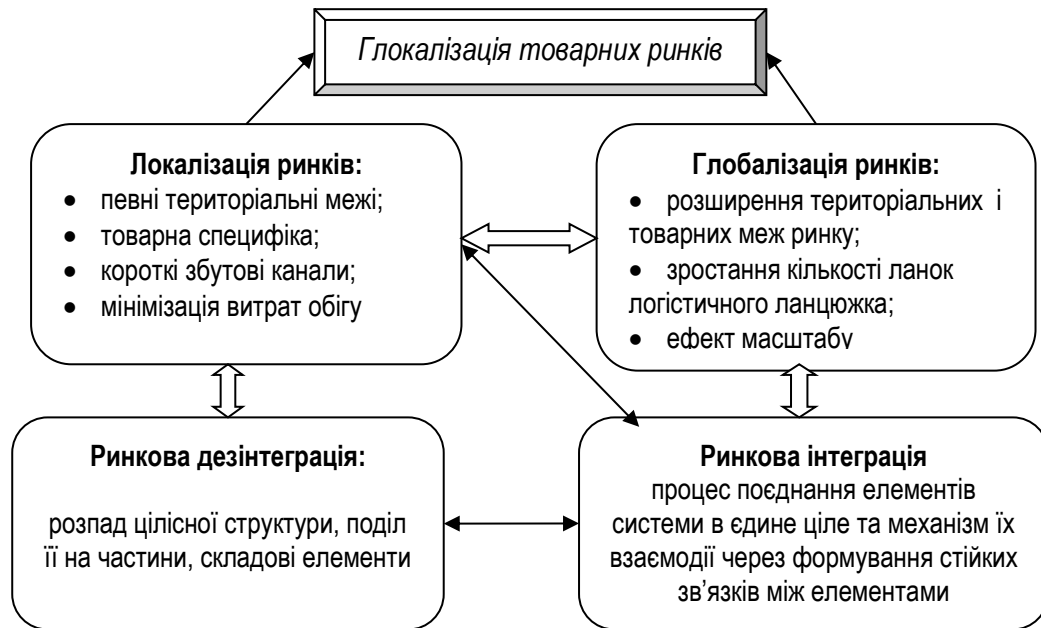 Глокалізація товарних ринків
Локалізація ринків:
• певні територіальні межі;
• товарна специфіка;
• короткі збутові канали;
• мінімізація витрат обігу
Глобалізація ринків:
• розширення територіальних і
товарних меж ринку;
• зростання кількості ланок
логістичного ланцюжка;
• ефект масштабу
Ринкова дезінтеграція:
розпад цілісної структури, поділ
її на частини, складові елементи
Ринкова інтеграція
процес поєднання елементів
системи в єдине ціле та механізм їх
взаємодії через формування стійких
зв’язків між елементами